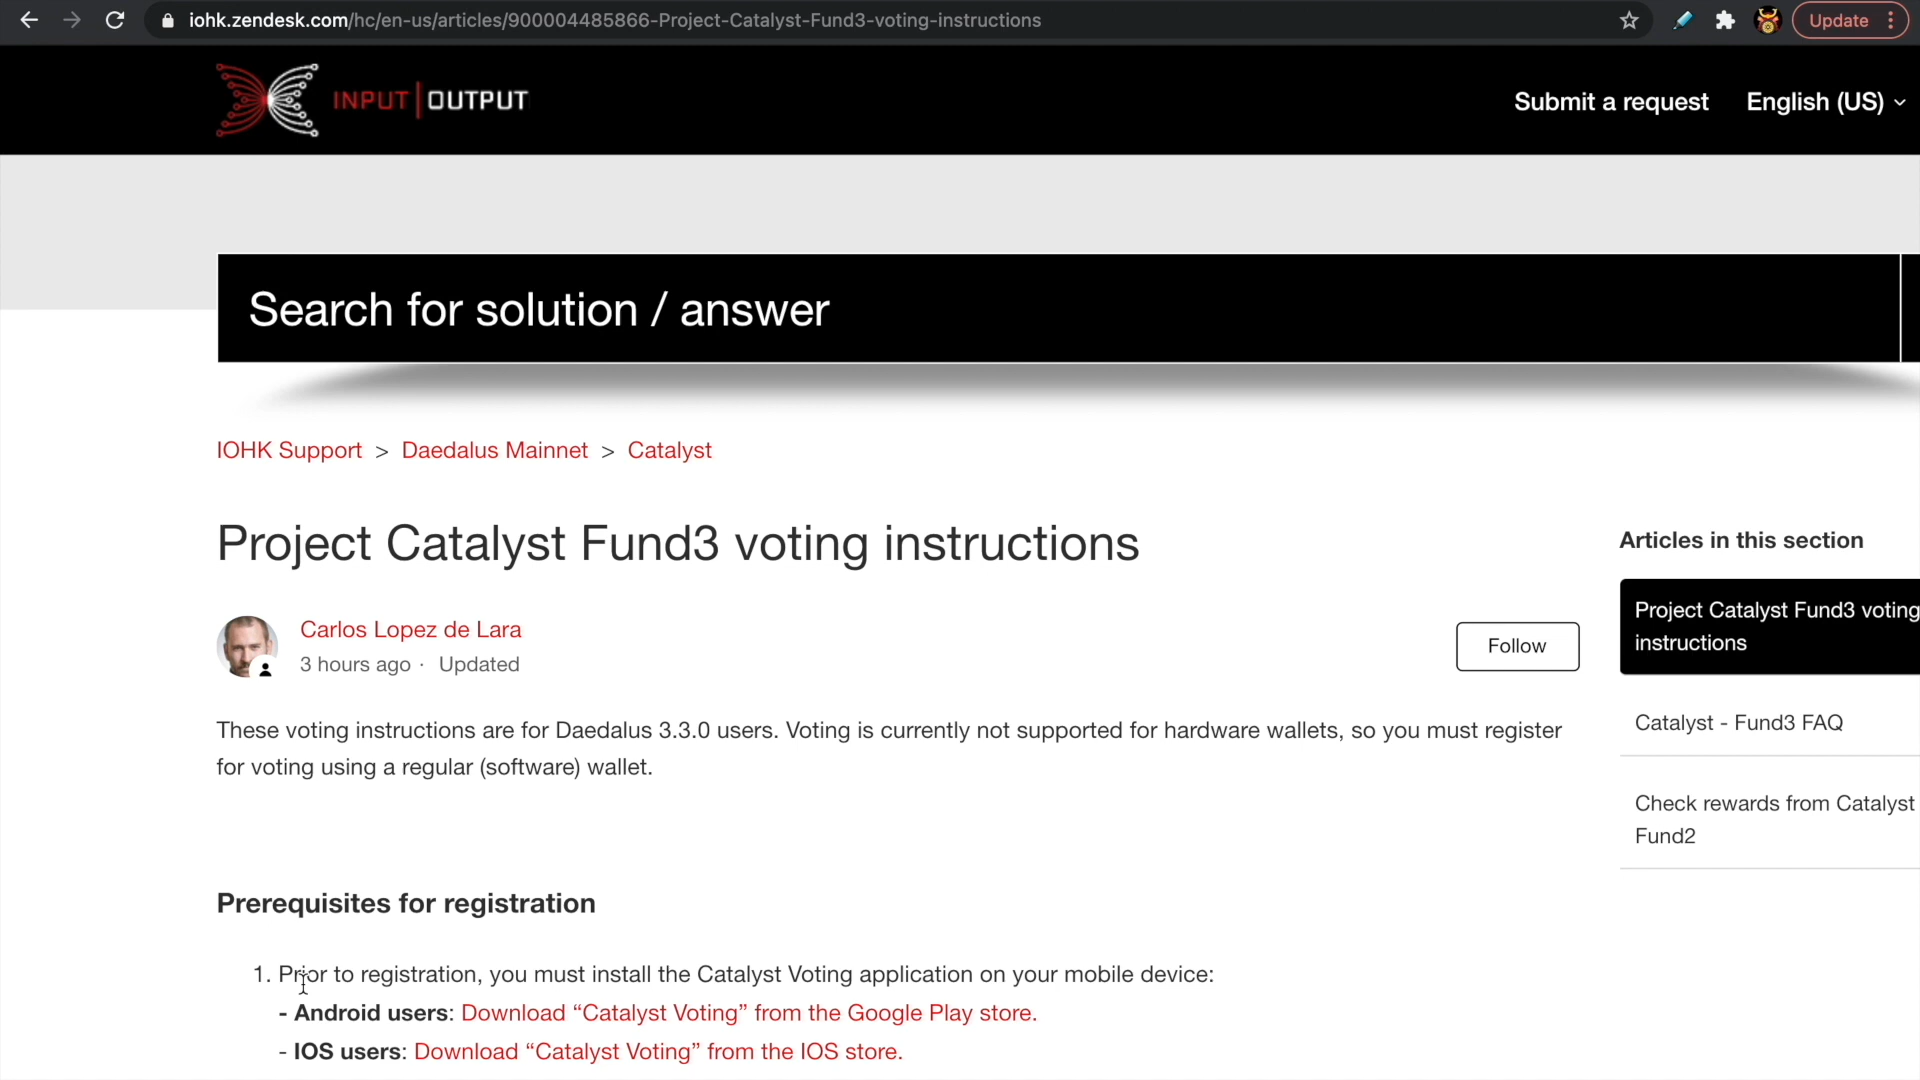 iohk.zendesk.com/hc/en-us/articles/900004485866-Project-Catalyst-Fund3-voting-instructions
Update
INPUT | OUTPUT
Submit a request
English (US)
Search for solution / answer
IOHK Support > Daedalus Mainnet > Catalyst
Project Catalyst Fund3 voting instructions
Carlos Lopez de Lara
3 hours ago · Updated
Follow
These voting instructions are for Daedalus 3.3.0 users. Voting is currently not supported for hardware wallets, so you must register
for voting using a regular (software) wallet.
Prerequisites for registration
1. Prior to registration, you must install the Catalyst Voting application on your mobile device:
- Android users: Download “Catalyst Voting” from the Google Play store.
- IOS users: Download “Catalyst Voting” from the IOS store.
Articles in this section
Project Catalyst Fund3 voting
instructions
Catalyst - Fund3 FAQ
Check rewards from Catalyst
Fund2